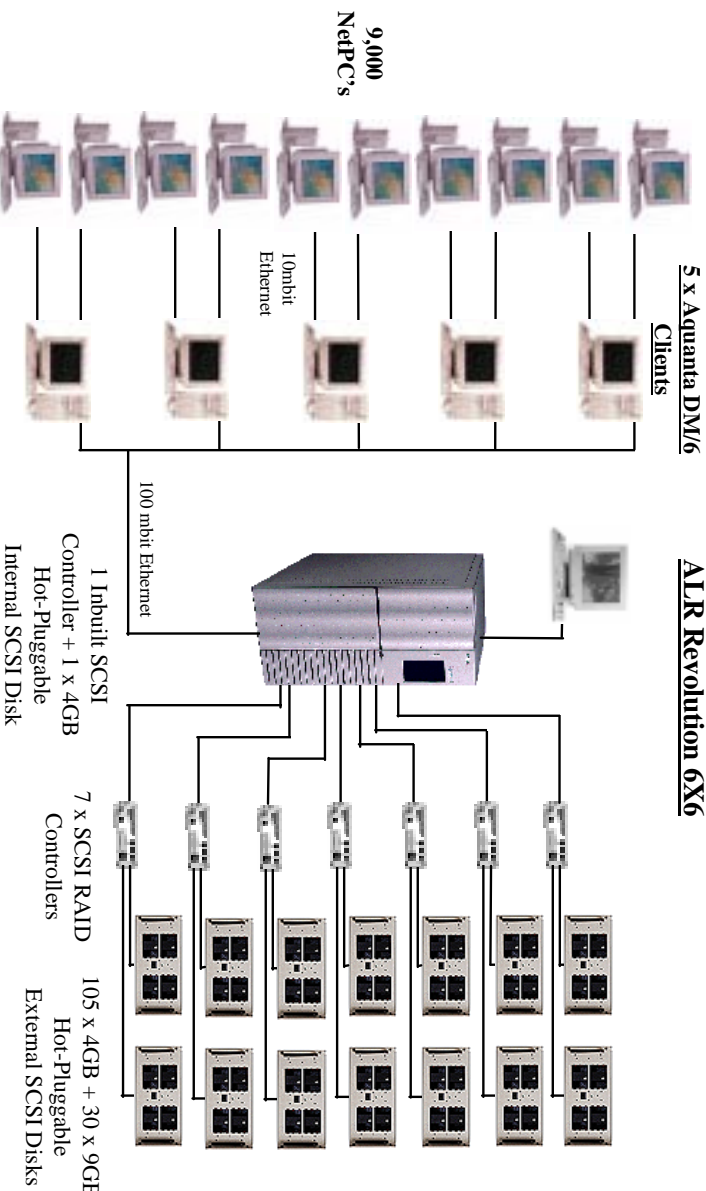 ALR Revolution 6X6
5 x Aquanta DM/6
Clients
9,000
NetPC's
10mbit
Ethernet
100 mbit Ethernet
1 Inbuilt SCSI
Controller + 1 x 4GB
Hot-Pluggable
Internal SCSI Disk
7 x SCSI RAID
Controllers
105 x 4GB + 30 x 9GB
Hot-Pluggable
External SCSI Disks